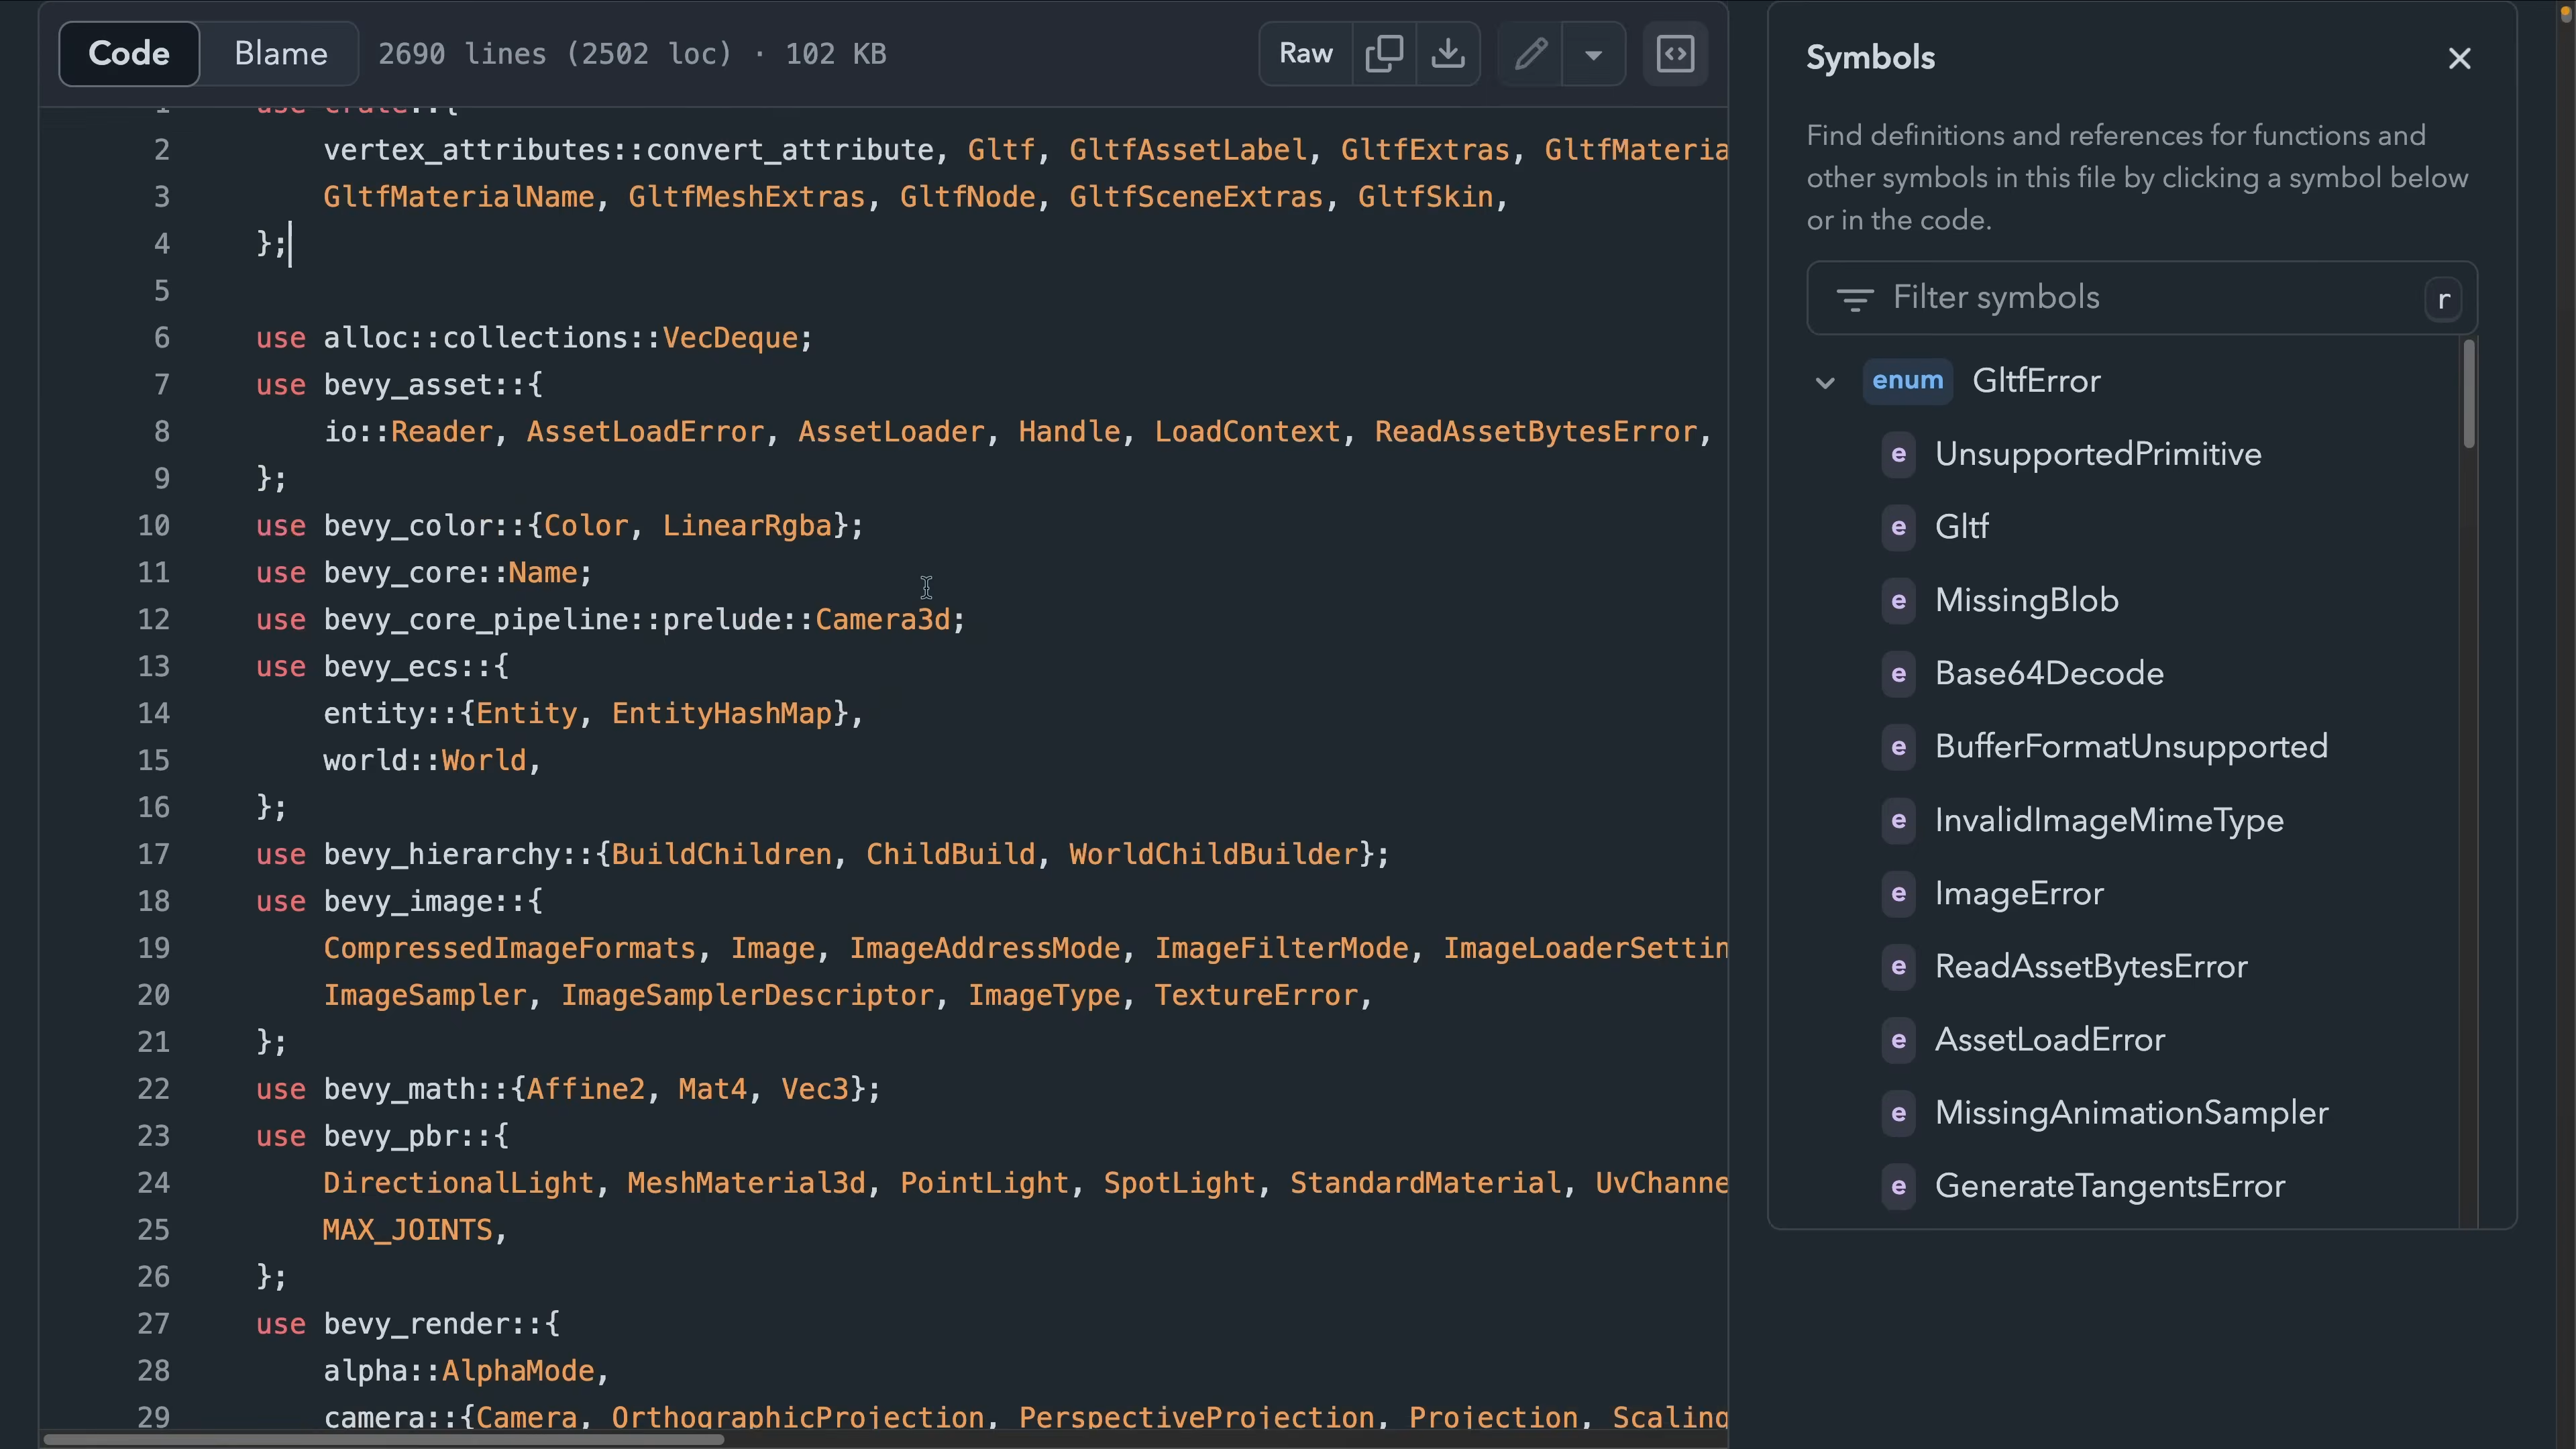 Code Blame 2690 lines (2502 loc) · 102 KB Raw
1 use crate::{
2 vertex_attributes::convert_attribute, Gltf, GltfAssetLabel, GltfExtras, GltfMateria
3 GltfMaterialName, GltfMeshExtras, GltfNode, GltfSceneExtras, GltfSkin,
4 };
5
6 use alloc::collections::VecDeque;
7 use bevy_asset::{
8 io::Reader, AssetLoadError, AssetLoader, Handle, LoadContext, ReadAssetBytesError,
9 };
10 use bevy_color::{Color, LinearRgba};
11 use bevy_core::Name;
12 use bevy_core_pipeline::prelude::Camera3d;
13 use bevy_ecs::{
14 entity::{Entity, EntityHashMap},
15 world::World,
16 };
17 use bevy_hierarchy::{BuildChildren, ChildBuild, WorldChildBuilder};
18 use bevy_image::{
19 CompressedImageFormats, Image, ImageAddressMode, ImageFilterMode, ImageLoaderSettin
20 ImageSampler, ImageSamplerDescriptor, ImageType, TextureError,
21 };
22 use bevy_math::{Affine2, Mat4, Vec3};
23 use bevy_pbr::{
24 DirectionalLight, MeshMaterial3d, PointLight, SpotLight, StandardMaterial, UvChanne
25 MAX_JOINTS,
26 };
27 use bevy_render::{
28 alpha::AlphaMode,
29 camera::{Camera, OrthographicProjection, PerspectiveProjection, Projection, Scaling
Symbols
Find definitions and references for functions and
other symbols in this file by clicking a symbol below
or in the code.
Filter symbols r
enum GltfError
e UnsupportedPrimitive
e Gltf
e MissingBlob
e Base64Decode
e BufferFormatUnsupported
e InvalidImageMimeType
e ImageError
e ReadAssetBytesError
e AssetLoadError
e MissingAnimationSampler
e GenerateTangentsError